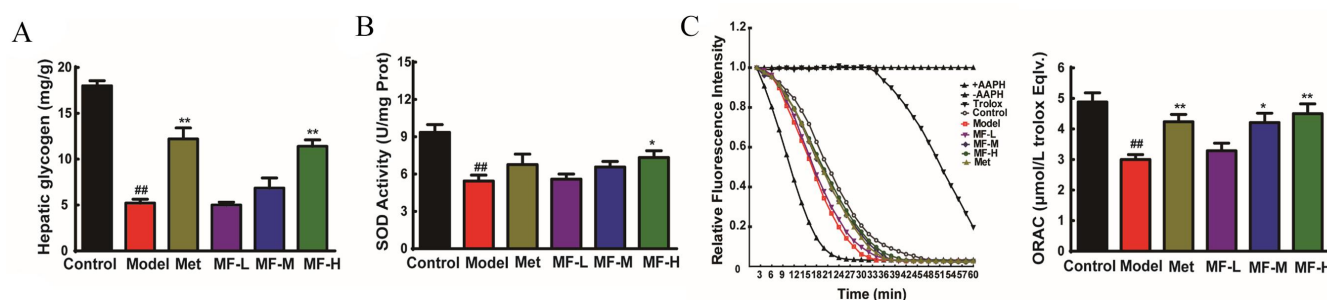 A
Hepatic glycogen (mg/g)
20
15
10
5
0
##
**
**
Control Model Met MF-L MF-M MF-H
B
SOD Activity (U/mg Prot)
15
12
9
6
3
0
##
*
Control Model Met MF-L MF-M MF-H
C
Relative Fluorescence Intensity
1.2
1.0
0.8
0.6
0.4
0.2
0.0
3 6 9 12 15 18 21 24 27 30 33 36 39 42 45 48 51 54 57 60
Time (min)
+AAPH
-AAPH
Trolox
Control
Model
MF-L
MF-M
MF-H
Met
ORAC (μmol/L trolox Eqlv.)
6
5
4
3
2
1
0
##
**
*
**
Control Model Met MF-L MF-M MF-H